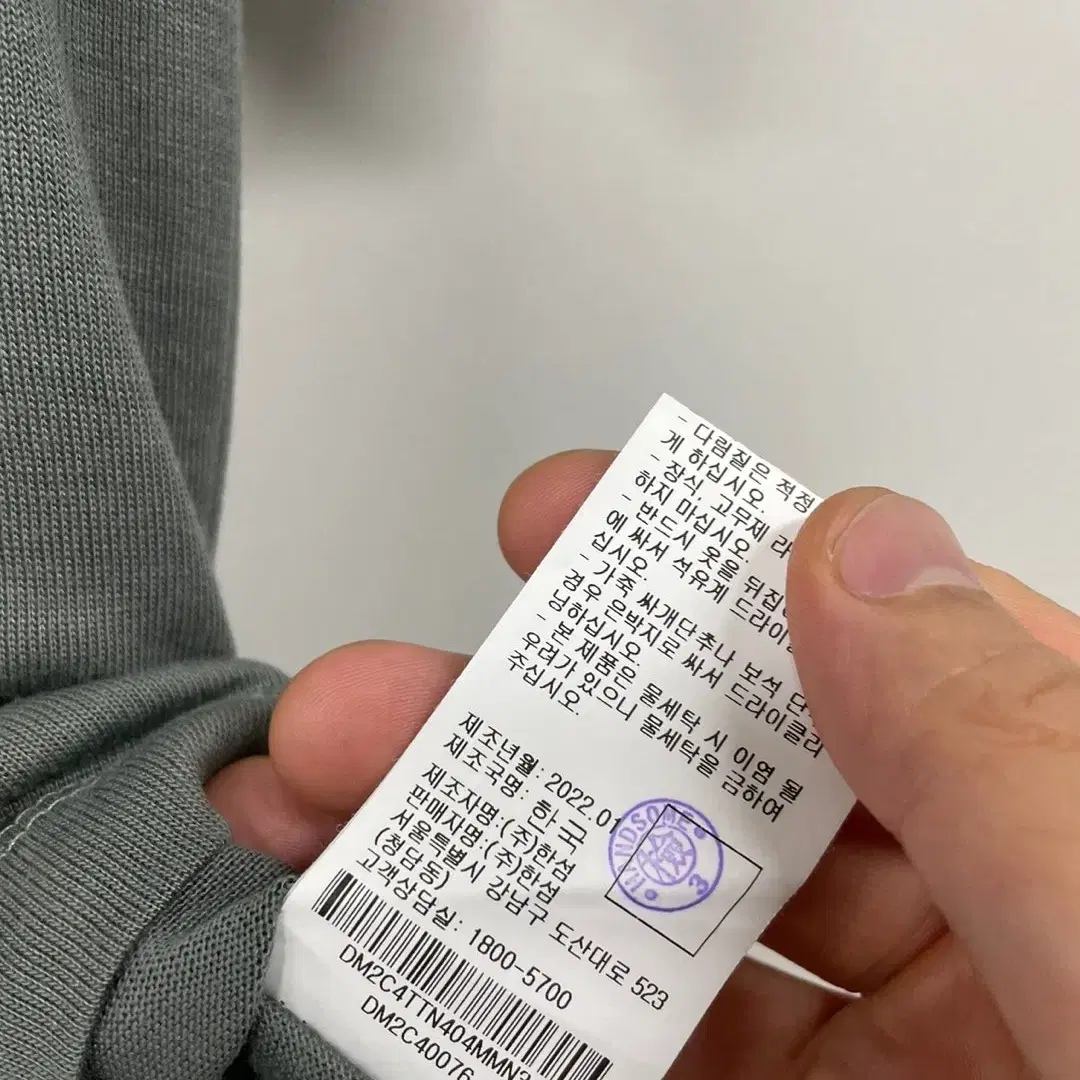 - 다림질은 적정
게 하십시오.
- 장식, 고무제 라
하지 마십시오.
- 반드시 옷을 뒤집
에 싸서 석유계 드라이클
십시오.
- 가죽 싸개단추나 보석 단
경우 은박지로 싸서 드라이클리
닝하십시오.
- 본 제품은 물세탁 시 이염 될
우려가 있으니 물세탁을 금하여
주십시오.
제조년월: 2022.01
제조국명: 한국
제조자명:(주)한섬
판매자명:(주)한섬
서울특별시 강남구 도산대로 523
(청담동)
고객상담실: 1800-5700
HANDSOME
3
DM2C4TTN404MMN3
DM2C40076